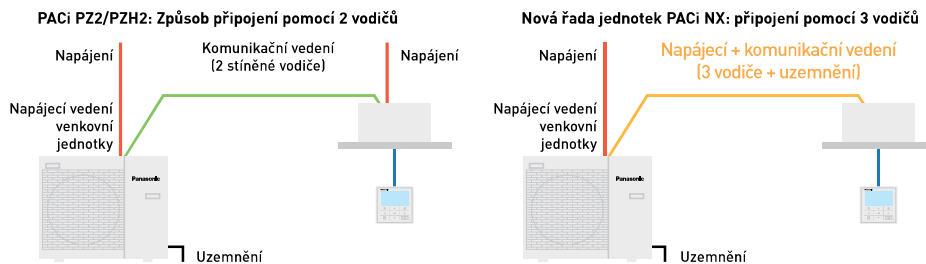 PACi PZ2/PZH2: Způsob připojení pomocí 2 vodičů
Napájení
Komunikační vedení
(2 stíněné vodiče)
Napájení
Napájecí vedení
venkovní
jednotky
Panasonic
Uzemnění
Nová řada jednotek PACi NX: připojení pomocí 3 vodičů
Napájení
Napájecí + komunikační vedení
(3 vodiče + uzemnění)
Napájecí vedení
venkovní
jednotky
Panasonic
Uzemnění